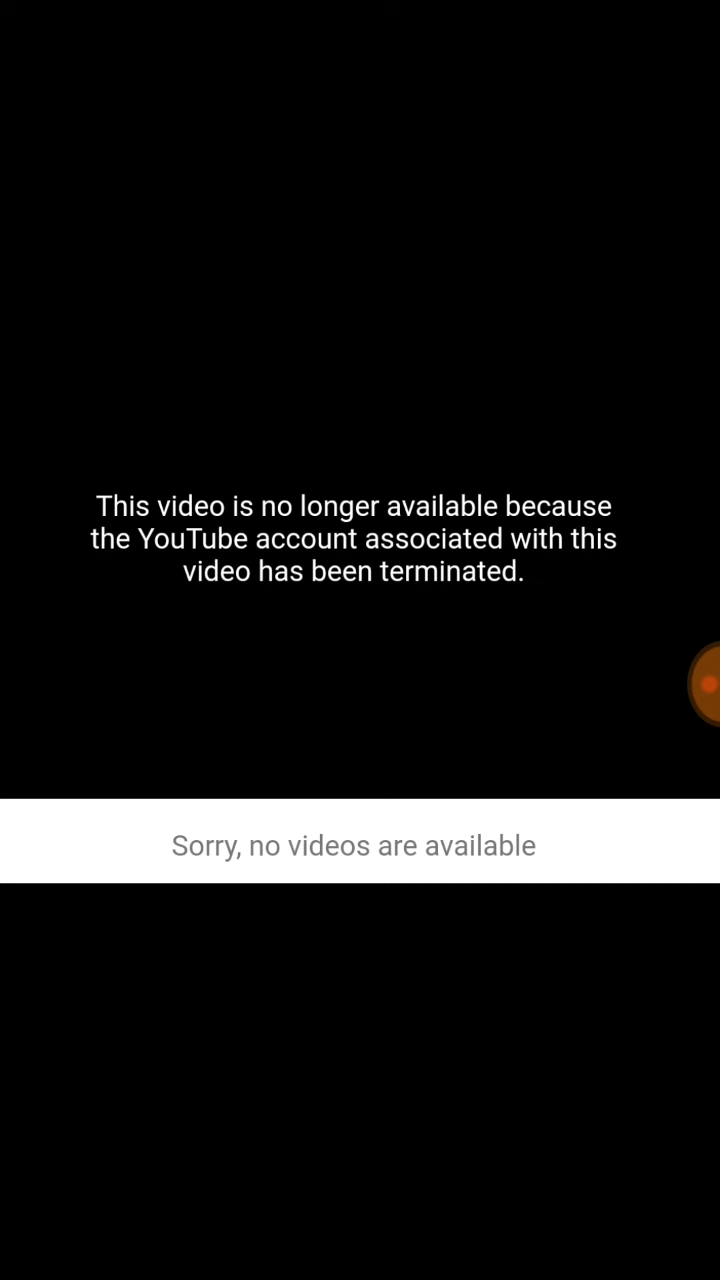 This video is no longer available because
the YouTube account associated with this
video has been terminated.
Sorry, no videos are available